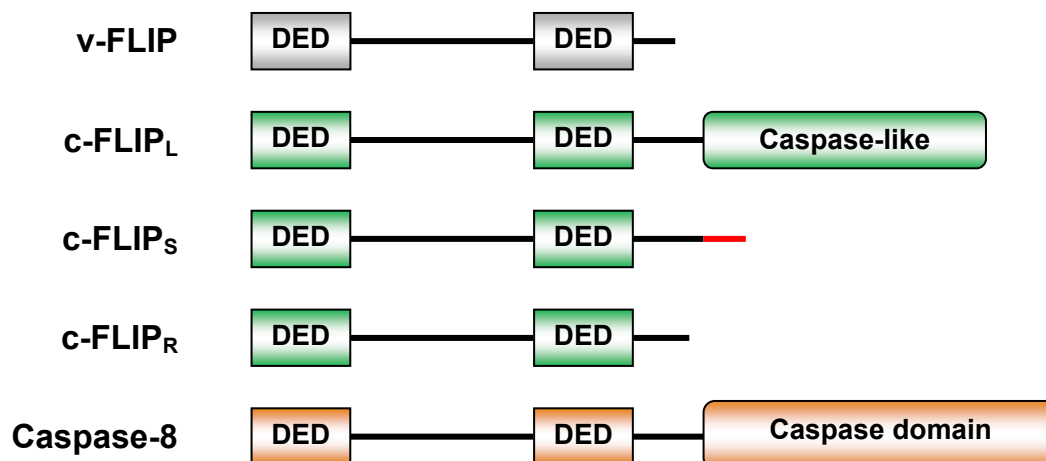 v-FLIP DED DED
c-FLIPL DED DED Caspase-like
c-FLIPS DED DED
c-FLIPR DED DED
Caspase-8 DED DED Caspase domain